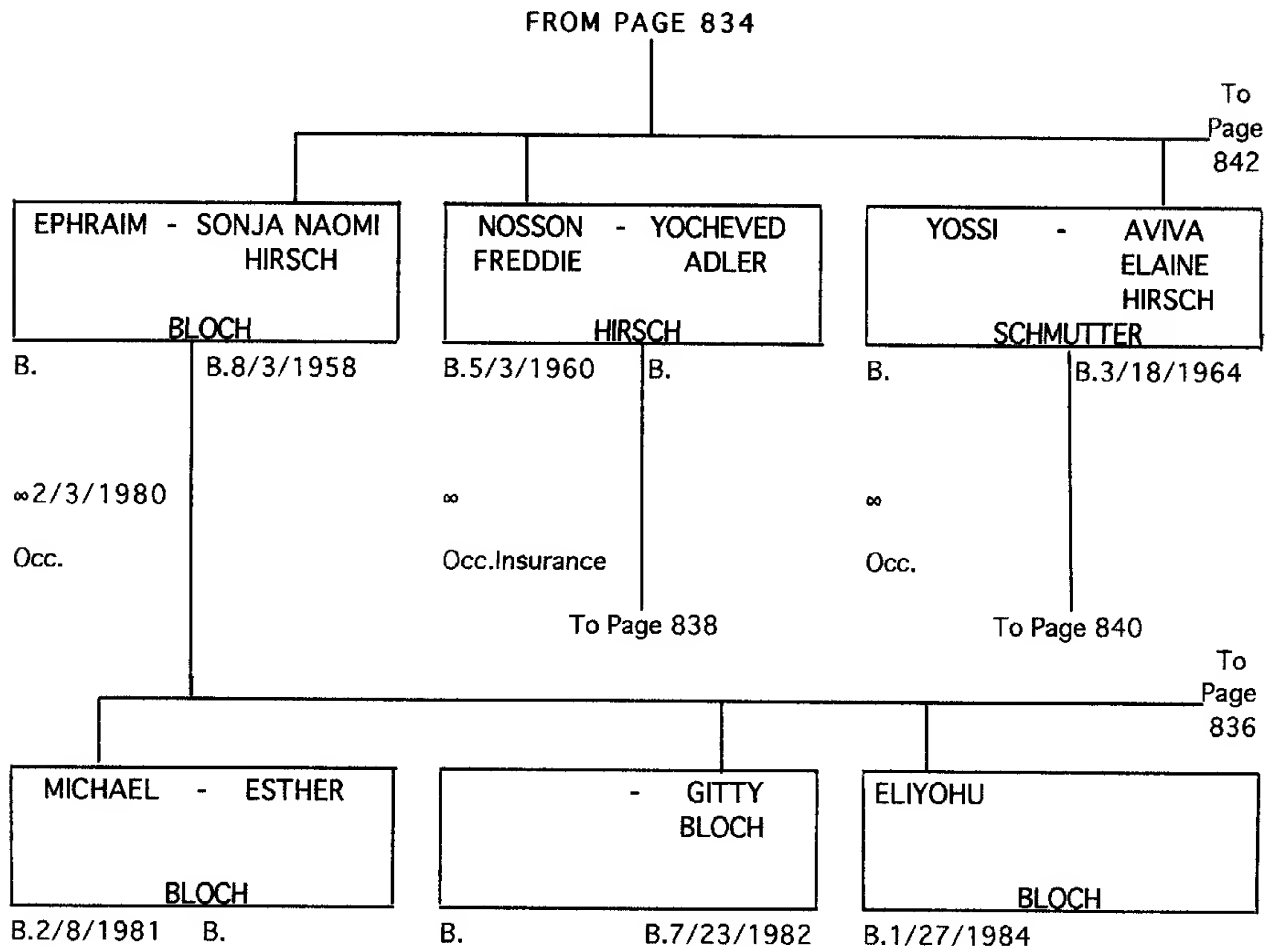 FROM PAGE 834
To
Page
842
EPHRAIM - SONJA NAOMI
HIRSCH
BLOCH
B. B.8/3/1958
∞2/3/1980
Occ.
NOSSON - YOCHEVED
FREDDIE ADLER
HIRSCH
B.5/3/1960 B.
∞
Occ.Insurance
To Page 838
YOSSI - AVIVA
ELAINE
HIRSCH
SCHMUTTER
B. B.3/18/1964
∞
Occ.
To Page 840
To
Page
836
MICHAEL - ESTHER
BLOCH
B.2/8/1981 B.
- GITTY
BLOCH
B. B.7/23/1982
ELIYOHU
BLOCH
B.1/27/1984